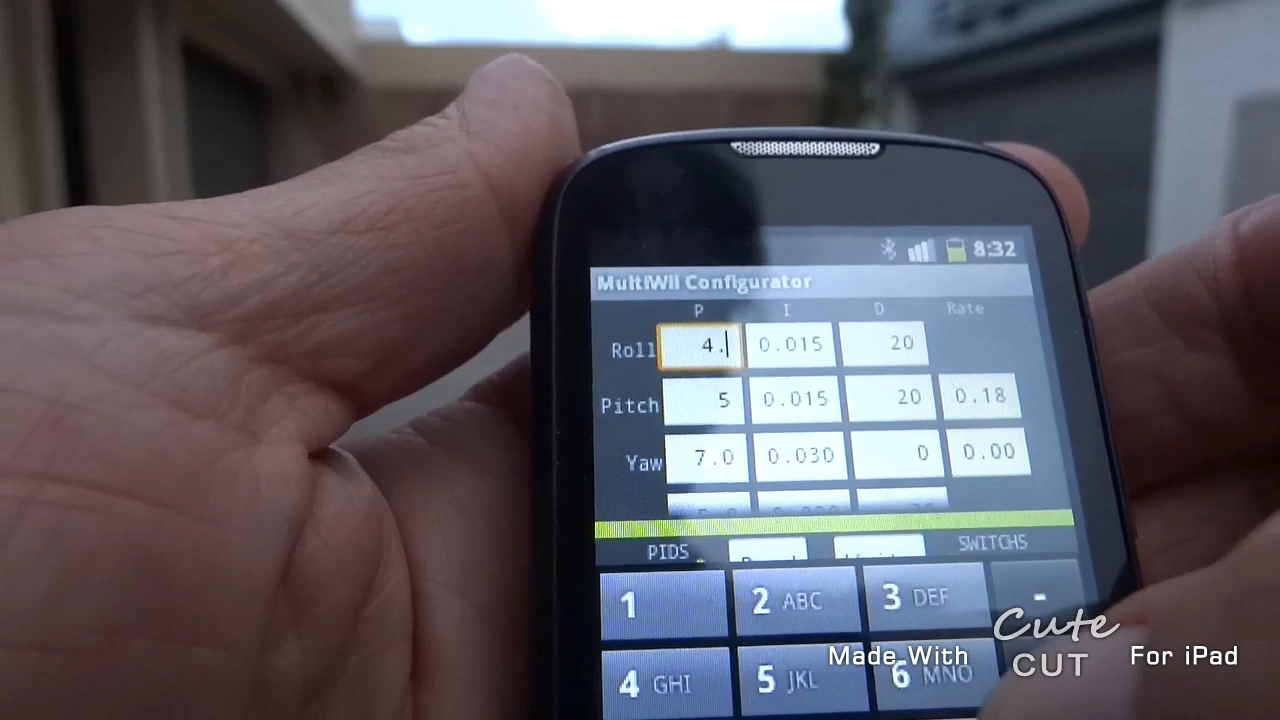 8:32
MultiWii Configurator
P I D Rate
Roll 4. 0.015 20
Pitch 5 0.015 20 0.18
Yaw 7.0 0.030 0 0.00
PIDS SWITCHS
1 2 ABC 3 DEF -
4 GHI 5 JKL 6 MNO
Made With Cute CUT For iPad